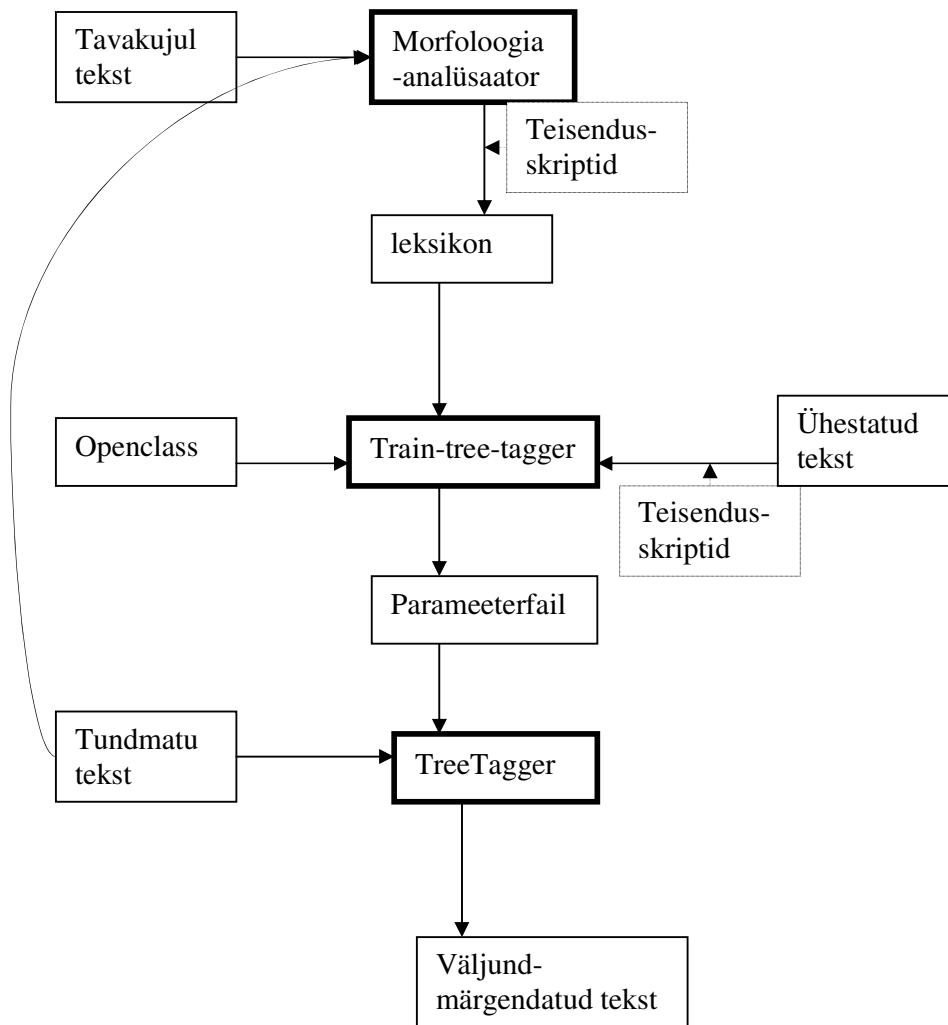 Tavakujul
tekst
Morfoloogia
-analüsaator
Teisendus-
skriptid
leksikon
Openclass
Train-tree-tagger
Ühestatud
tekst
Teisendus-
skriptid
Parameeterfail
Tundmatu
tekst
TreeTagger
Väljund-
märgendatud tekst